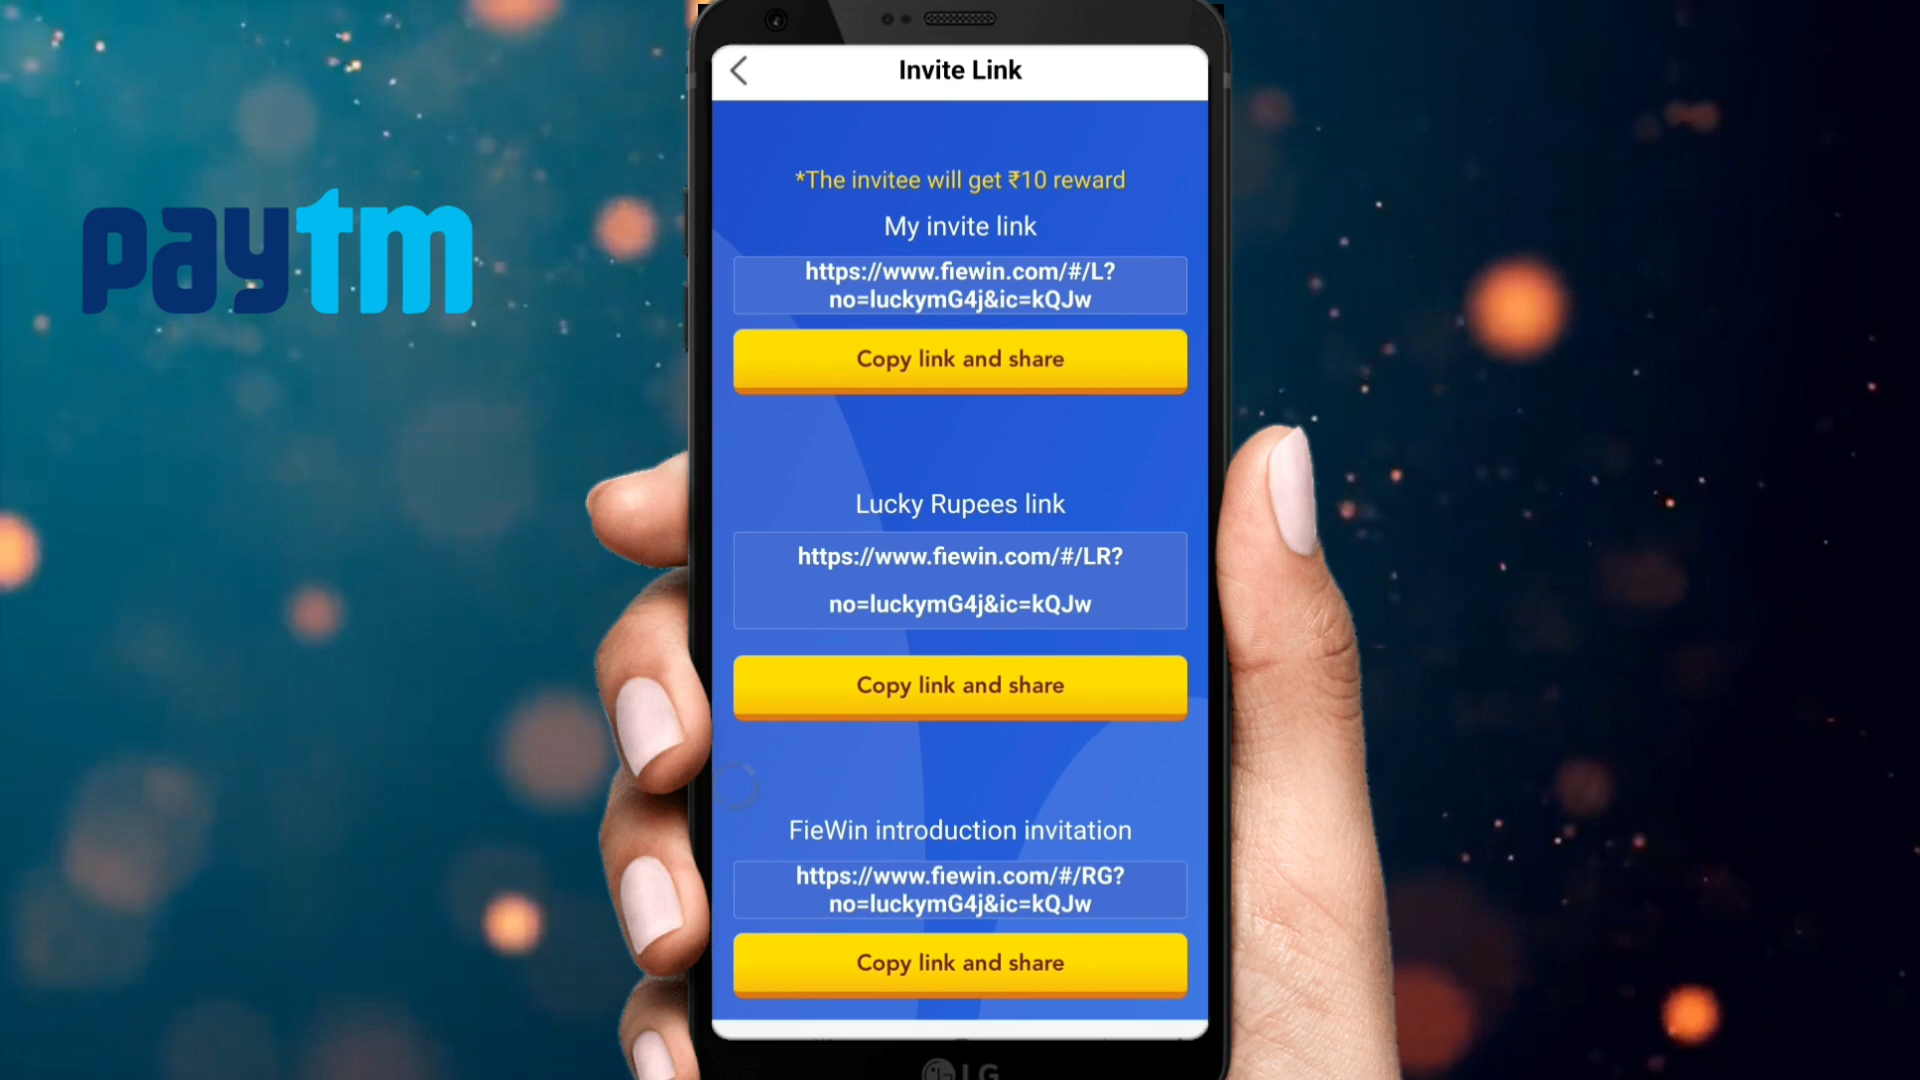 paytm
Invite Link
*The invitee will get ₹10 reward
My invite link
https://www.fiewin.com/#/L?
no=luckymG4j&ic=kQJw
Copy link and share
Lucky Rupees link
https://www.fiewin.com/#/LR?
no=luckymG4j&ic=kQJw
Copy link and share
FieWin introduction invitation
https://www.fiewin.com/#/RG?
no=luckymG4j&ic=kQJw
Copy link and share
LG